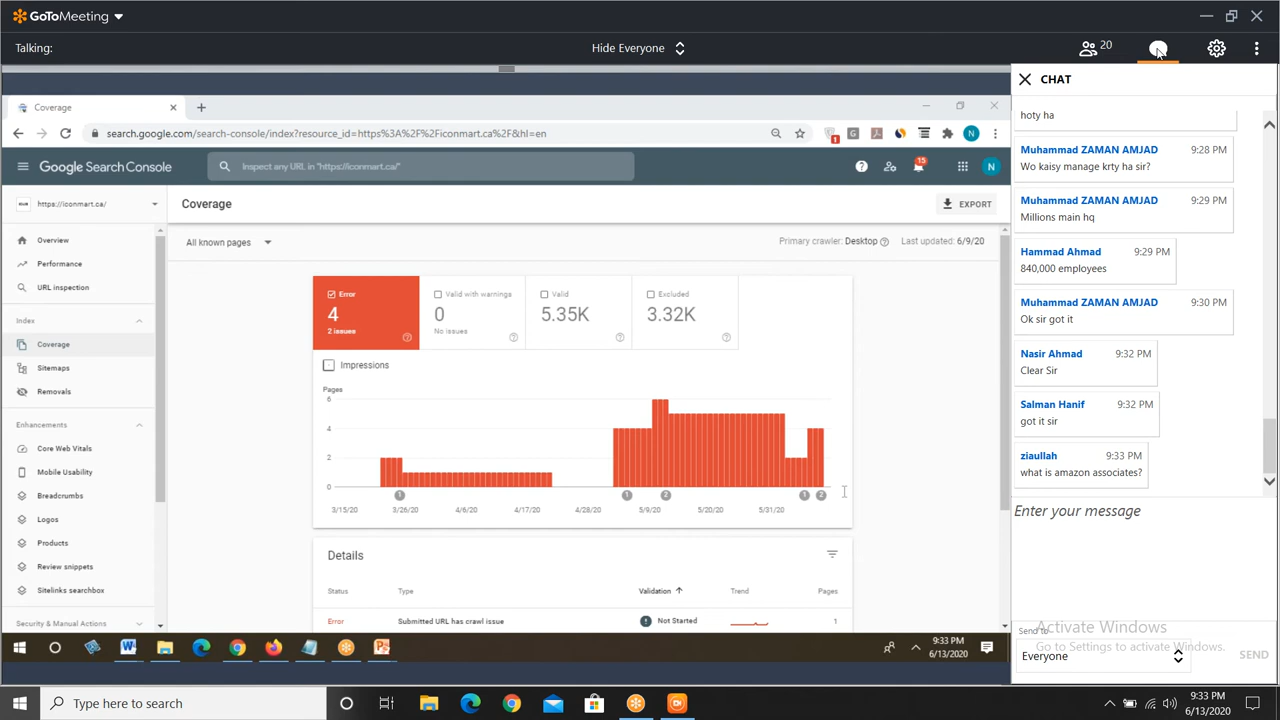 GoToMeeting
Talking:
Hide Everyone
20
CHAT
Coverage
search.google.com/search-console/index?resource_id=https%3A%2F%2Ficonmart.ca%2F&hl=en
1
G
N
Google Search Console
Inspect any URL in "https://iconmart.ca/"
15
N
https://iconmart.ca/
Coverage
EXPORT
Overview
Performance
URL inspection
Index
Coverage
Sitemaps
Removals
Enhancements
Core Web Vitals
Mobile Usability
Breadcrumbs
Logos
Products
Review snippets
Sitelinks searchbox
Security & Manual Actions
All known pages
Primary crawler: Desktop
Last updated: 6/9/20
Error
4
2 issues
Valid with warnings
0
No issues
Valid
5.35K
Excluded
3.32K
Impressions
Pages
6
4
2
0
1 1 2 1 2
3/15/20 3/26/20 4/6/20 4/17/20 4/28/20 5/9/20 5/20/20 5/31/20
Details
Status Type Validation Trend Pages
Error Submitted URL has crawl issue Not Started 1
9:33 PM
6/13/2020
hoty ha
Muhammad ZAMAN AMJAD 9:28 PM
Wo kaisy manage krty ha sir?
Muhammad ZAMAN AMJAD 9:29 PM
Millions main hq
Hammad Ahmad 9:29 PM
840,000 employees
Muhammad ZAMAN AMJAD 9:30 PM
Ok sir got it
Nasir Ahmad 9:32 PM
Clear Sir
Salman Hanif 9:32 PM
got it sir
ziaullah 9:33 PM
what is amazon associates?
Enter your message
Activate Windows
Go to Settings to activate Windows.
Send to
Everyone
SEND
Type here to search
9:33 PM
6/13/2020